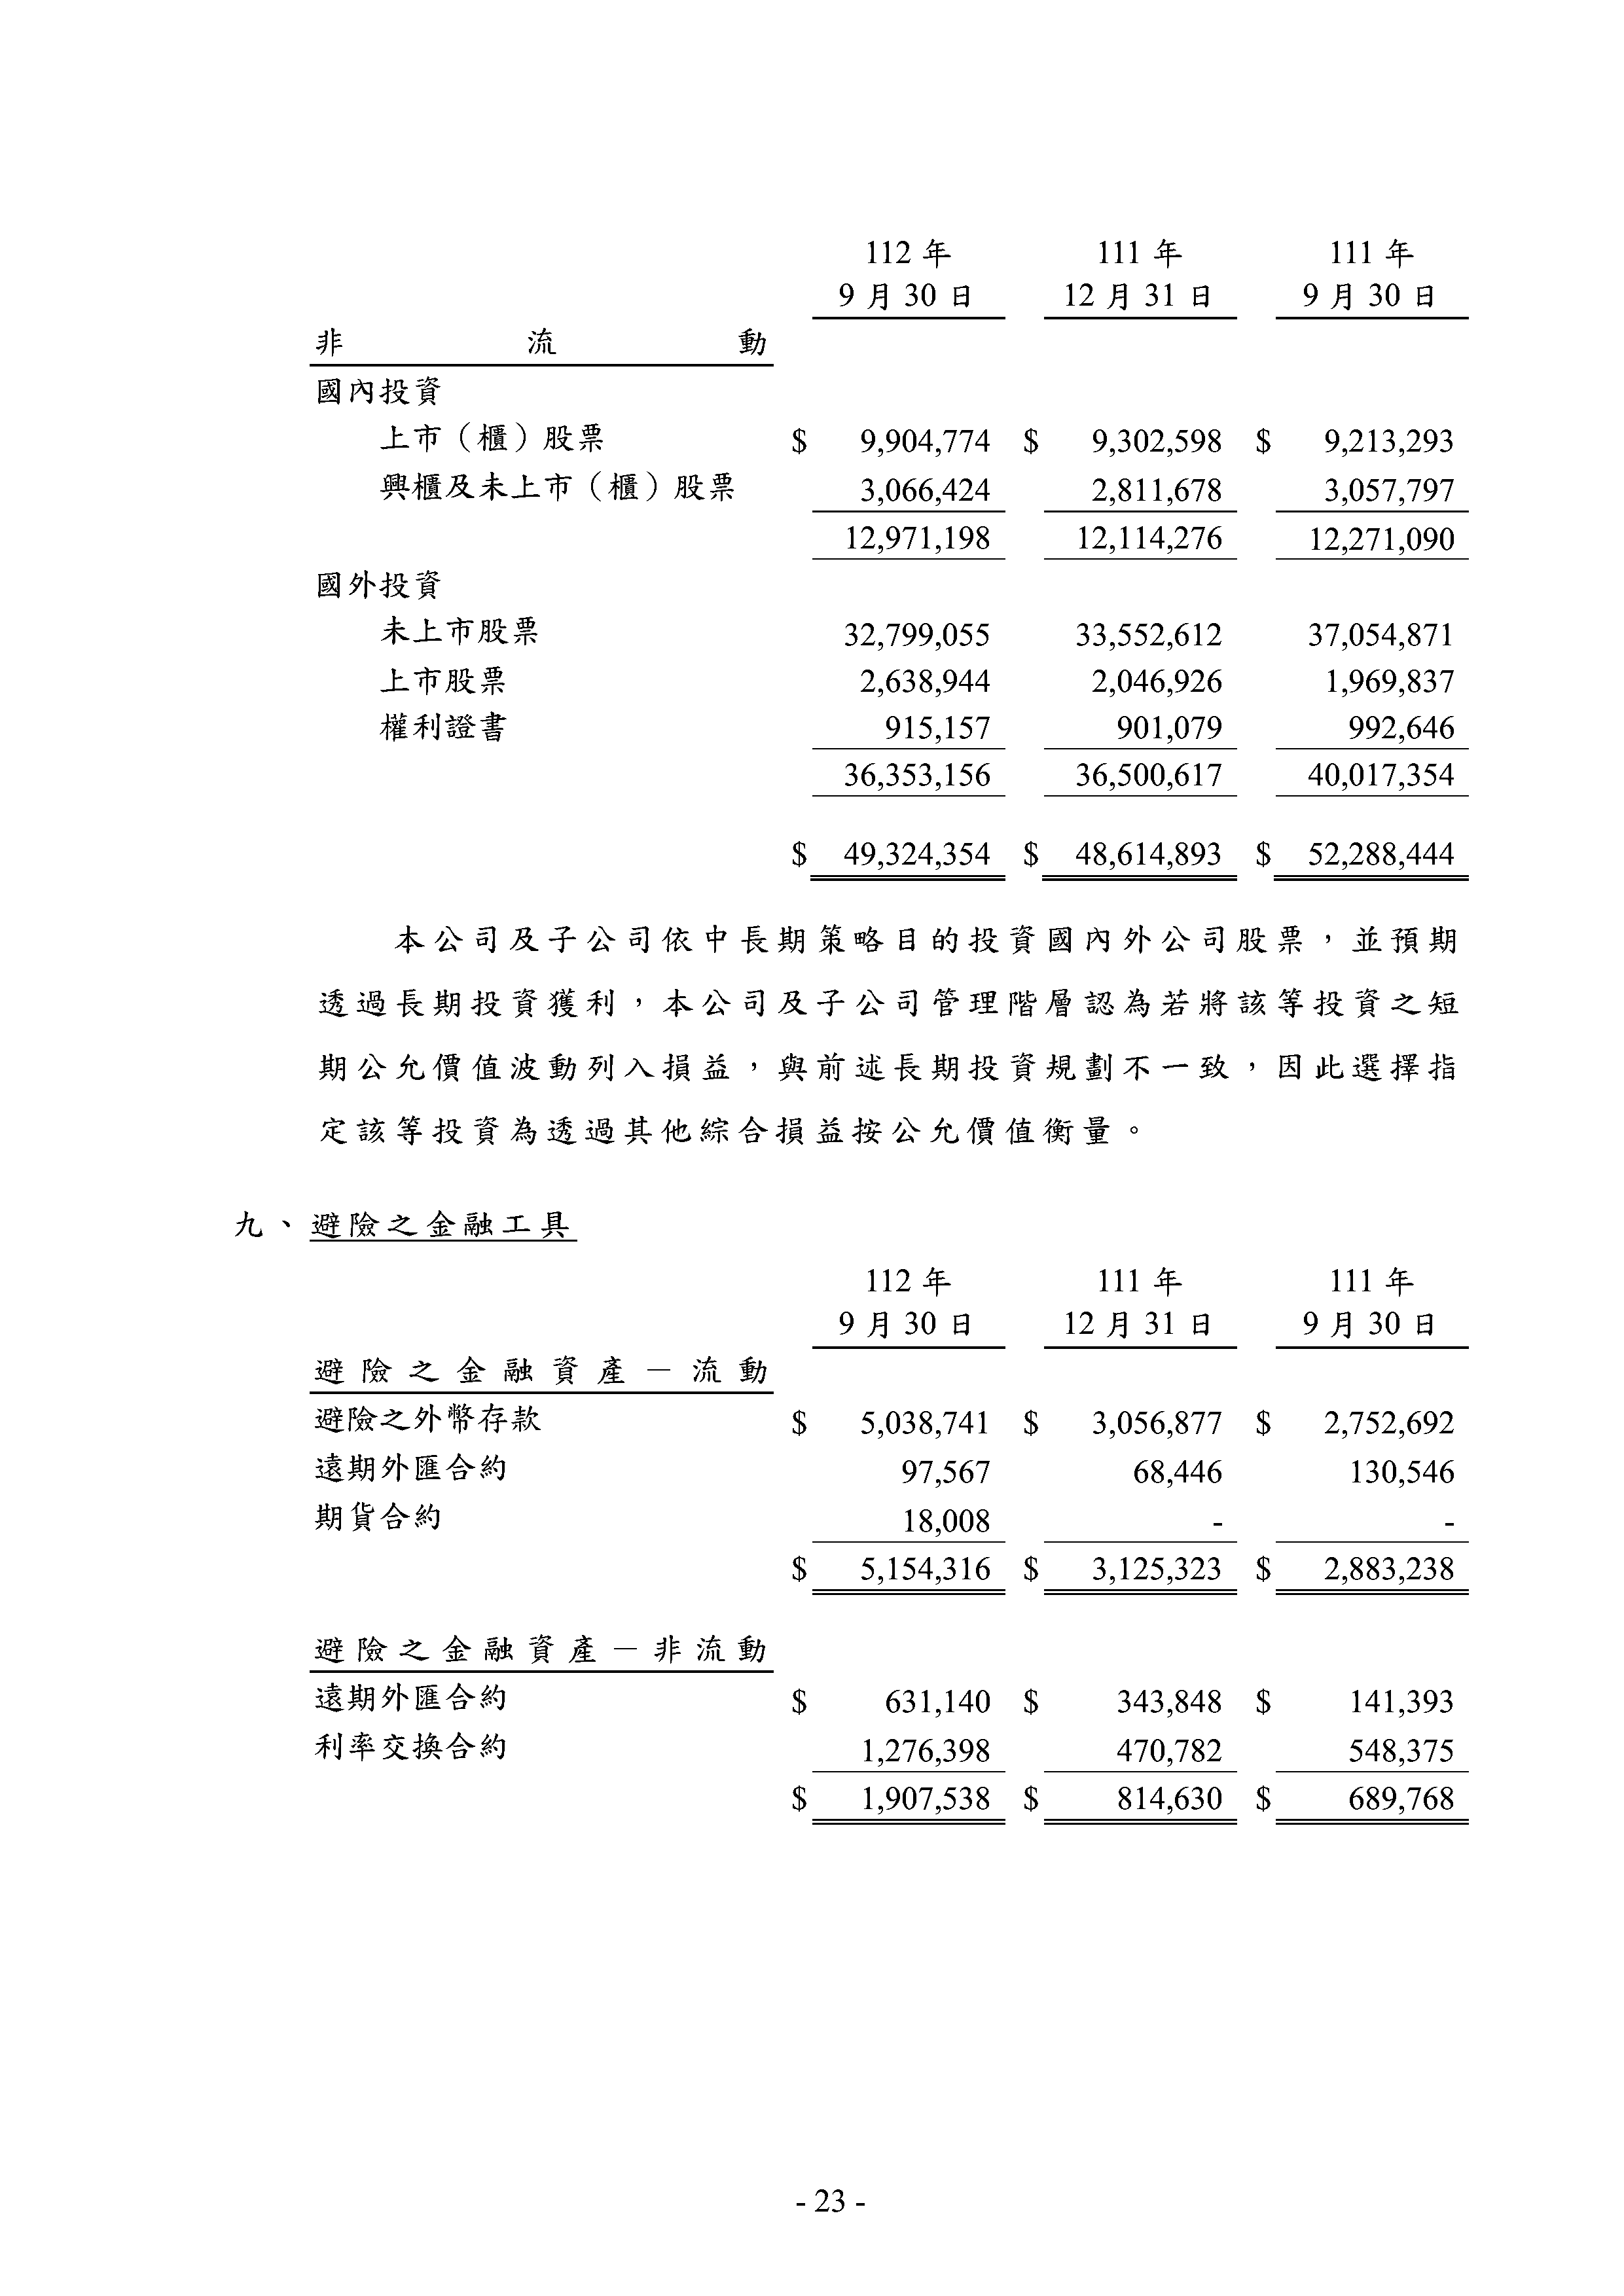 112 年 111 年 111 年
9 月 30 日 12 月 31 日 9 月 30 日
非流動
國內投資
上市（櫃）股票 $ 9,904,774 $ 9,302,598 $ 9,213,293
興櫃及未上市（櫃）股票 3,066,424 2,811,678 3,057,797
12,971,198 12,114,276 12,271,090
國外投資
未上市股票 32,799,055 33,552,612 37,054,871
上市股票 2,638,944 2,046,926 1,969,837
權利證書 915,157 901,079 992,646
36,353,156 36,500,617 40,017,354
$ 49,324,354 $ 48,614,893 $ 52,288,444
本公司及子公司依中長期策略目的投資國內外公司股票，並預期
透過長期投資獲利，本公司及子公司管理階層認為若將該等投資之短
期公允價值波動列入損益，與前述長期投資規劃不一致，因此選擇指
定該等投資為透過其他綜合損益按公允價值衡量。
九、避險之金融工具
112 年 111 年 111 年
9 月 30 日 12 月 31 日 9 月 30 日
避險之金融資產－流動
避險之外幣存款 $ 5,038,741 $ 3,056,877 $ 2,752,692
遠期外匯合約 97,567 68,446 130,546
期貨合約 18,008 - -
$ 5,154,316 $ 3,125,323 $ 2,883,238
避險之金融資產－非流動
遠期外匯合約 $ 631,140 $ 343,848 $ 141,393
利率交換合約 1,276,398 470,782 548,375
$ 1,907,538 $ 814,630 $ 689,768
- 23 -